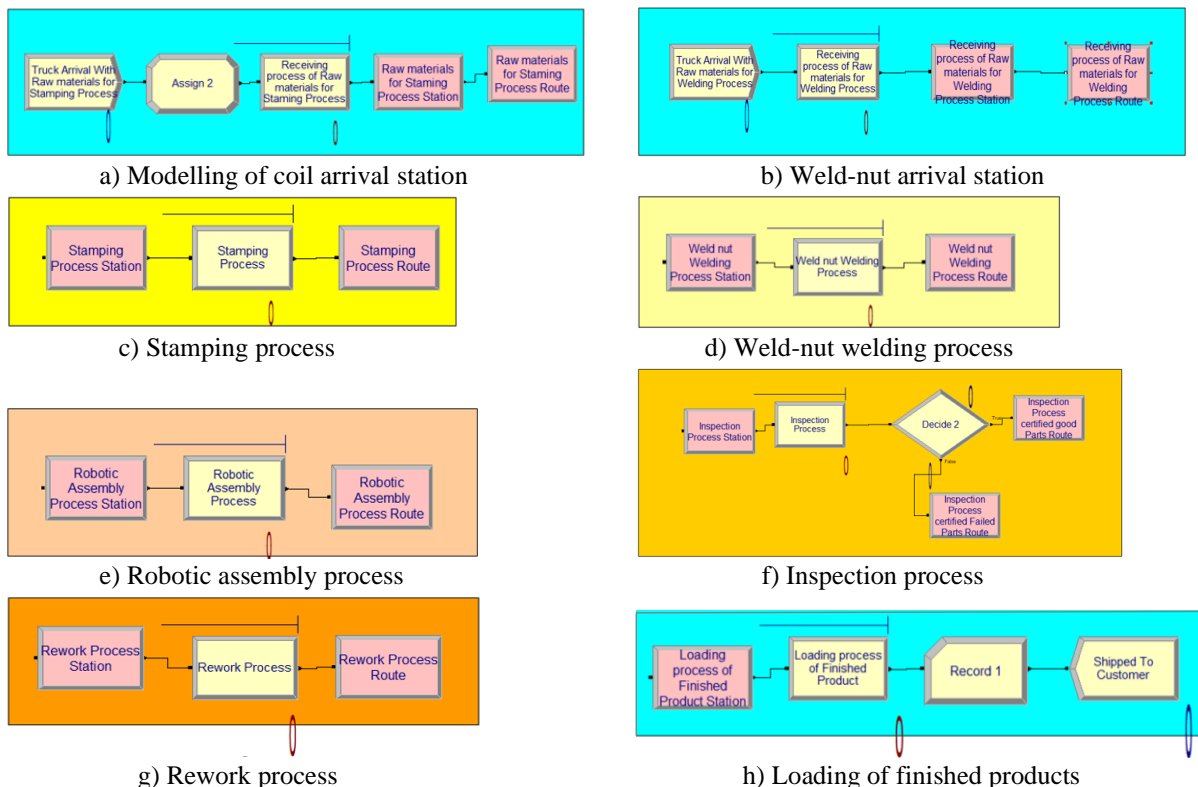 Truck Arrival With
Raw materials for
Stamping Process
Assign 2
Receiving
process of Raw
materials for
Staming Process
Raw materials
for Staming
Process Station
Raw materials
for Staming
Process Route
a) Modelling of coil arrival station
Truck Arrival With
Raw materials for
Welding Process
Receiving
process of Raw
materials for
Welding Process
Receiving
process of Raw
materials for
Welding
Process Station
Receiving
process of Raw
materials for
Welding
Process Route
b) Weld-nut arrival station
Stamping
Process Station
Stamping
Process
Stamping
Process Route
c) Stamping process
Weld nut
Welding
Process Station
Weld nut Welding
Process
Weld nut
Welding
Process Route
d) Weld-nut welding process
Robotic
Assembly
Process Station
Robotic
Assembly
Process
Robotic
Assembly
Process Route
e) Robotic assembly process
Inspection
Process Station
Inspection
Process
Decide 2
True
False
Inspection
Process
certified good
Parts Route
Inspection
Process
certified Failed
Parts Route
f) Inspection process
Rework Process
Station
Rework Process
Rework Process
Route
g) Rework process
Loading
process of
Finished
Product Station
Loading process
of Finished
Product
Record 1
Shipped To
Customer
h) Loading of finished products